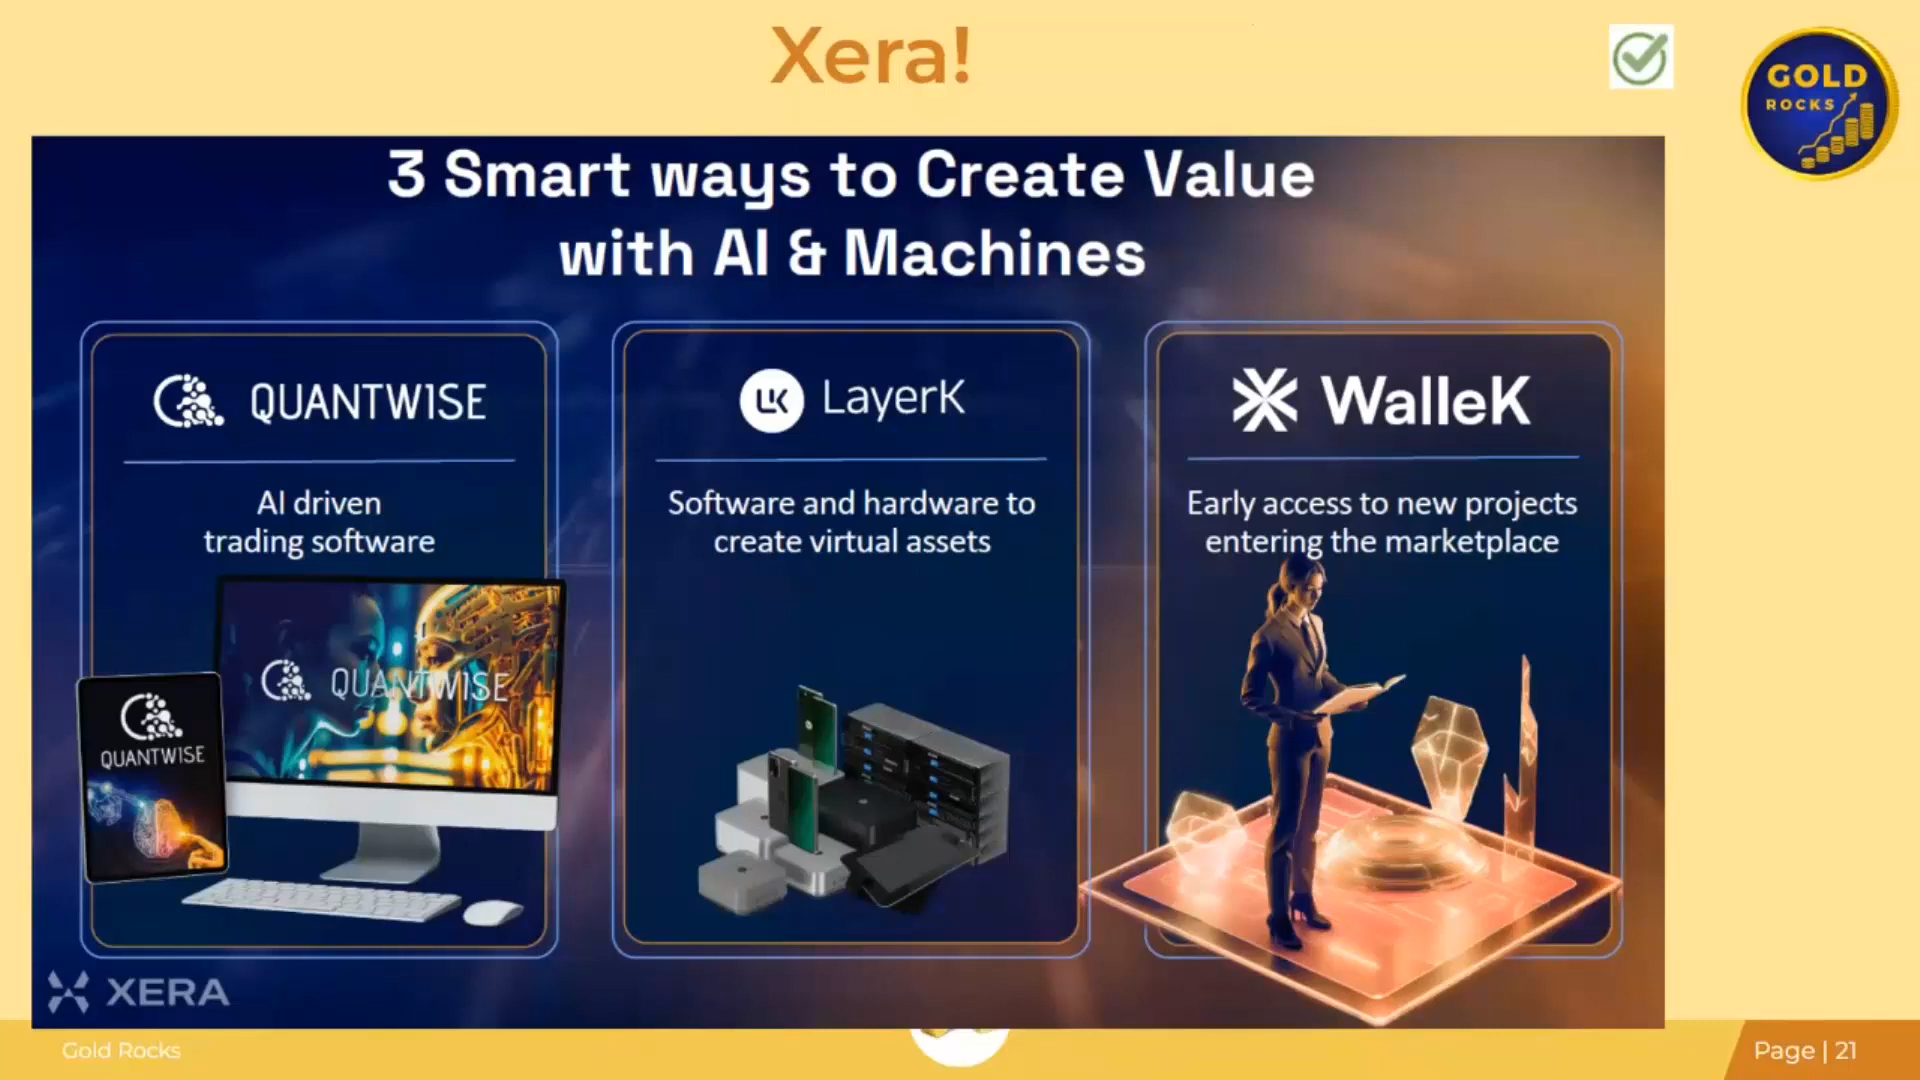 Xera!
GOLD
ROCKS
3 Smart ways to Create Value
with AI & Machines
QUANTWISE
AI driven
trading software
QUANTWISE
QUANTWISE
LK LayerK
Software and hardware to
create virtual assets
WalleK
Early access to new projects
entering the marketplace
XERA
Gold Rocks
Page | 21